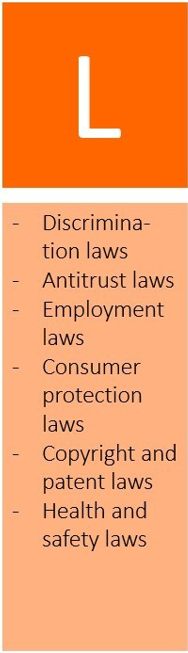 L
- Discrimina-
tion laws
- Antitrust laws
- Employment
laws
- Consumer
protection
laws
- Copyright and
patent laws
- Health and
safety laws